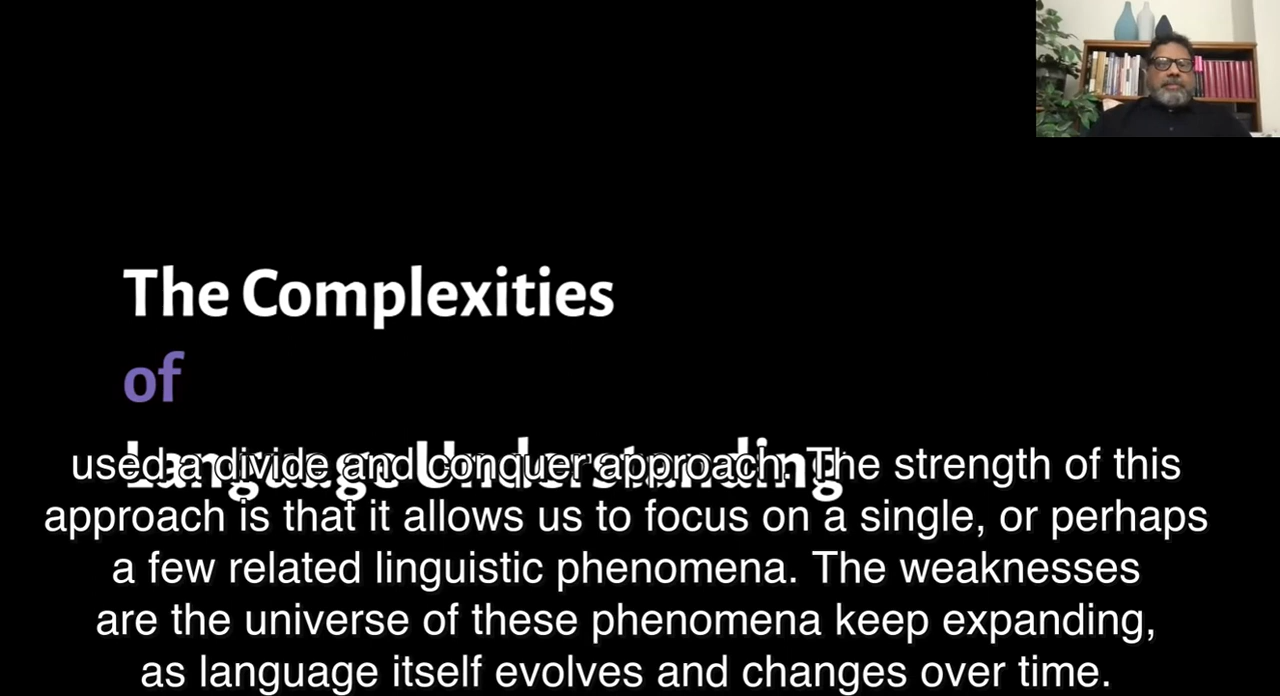 The Complexities
of
Language Understanding
used a divide and conquer approach. The strength of this
approach is that it allows us to focus on a single, or perhaps
a few related linguistic phenomena. The weaknesses
are the universe of these phenomena keep expanding,
as language itself evolves and changes over time.